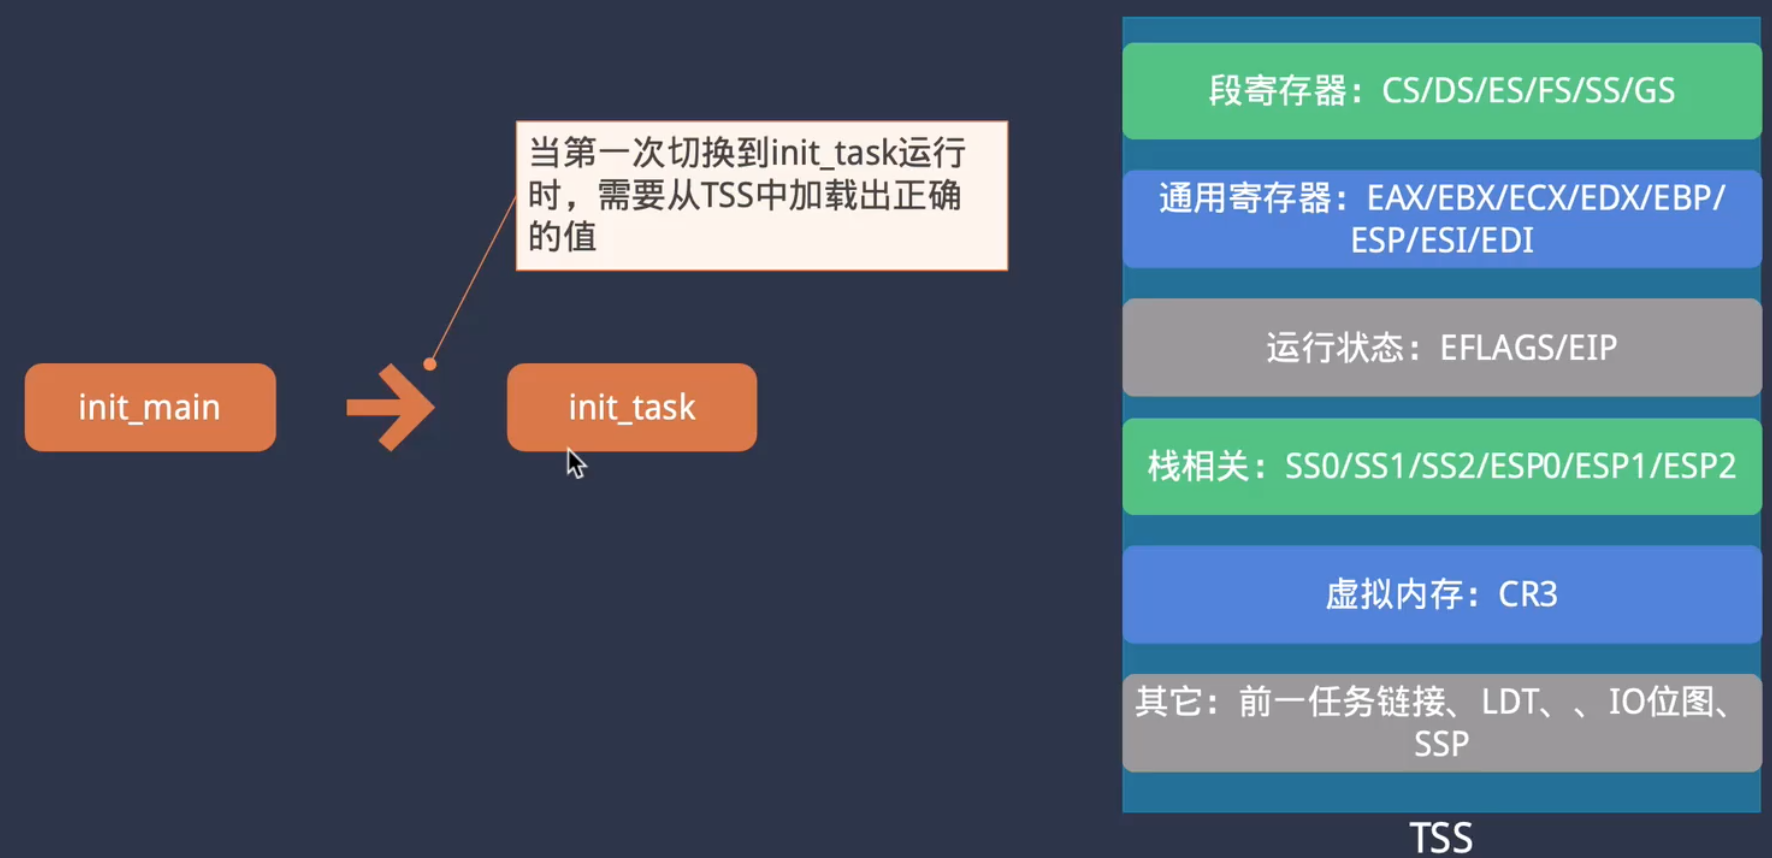 当第一次切换到init_task运行
时，需要从TSS中加载出正确
的值
init_main
init_task
段寄存器：CS/DS/ES/FS/SS/GS
通用寄存器：EAX/EBX/ECX/EDX/EBP/
ESP/ESI/EDI
运行状态：EFLAGS/EIP
栈相关：SS0/SS1/SS2/ESP0/ESP1/ESP2
虚拟内存：CR3
其它：前一任务链接、LDT、、IO位图、
SSP
TSS